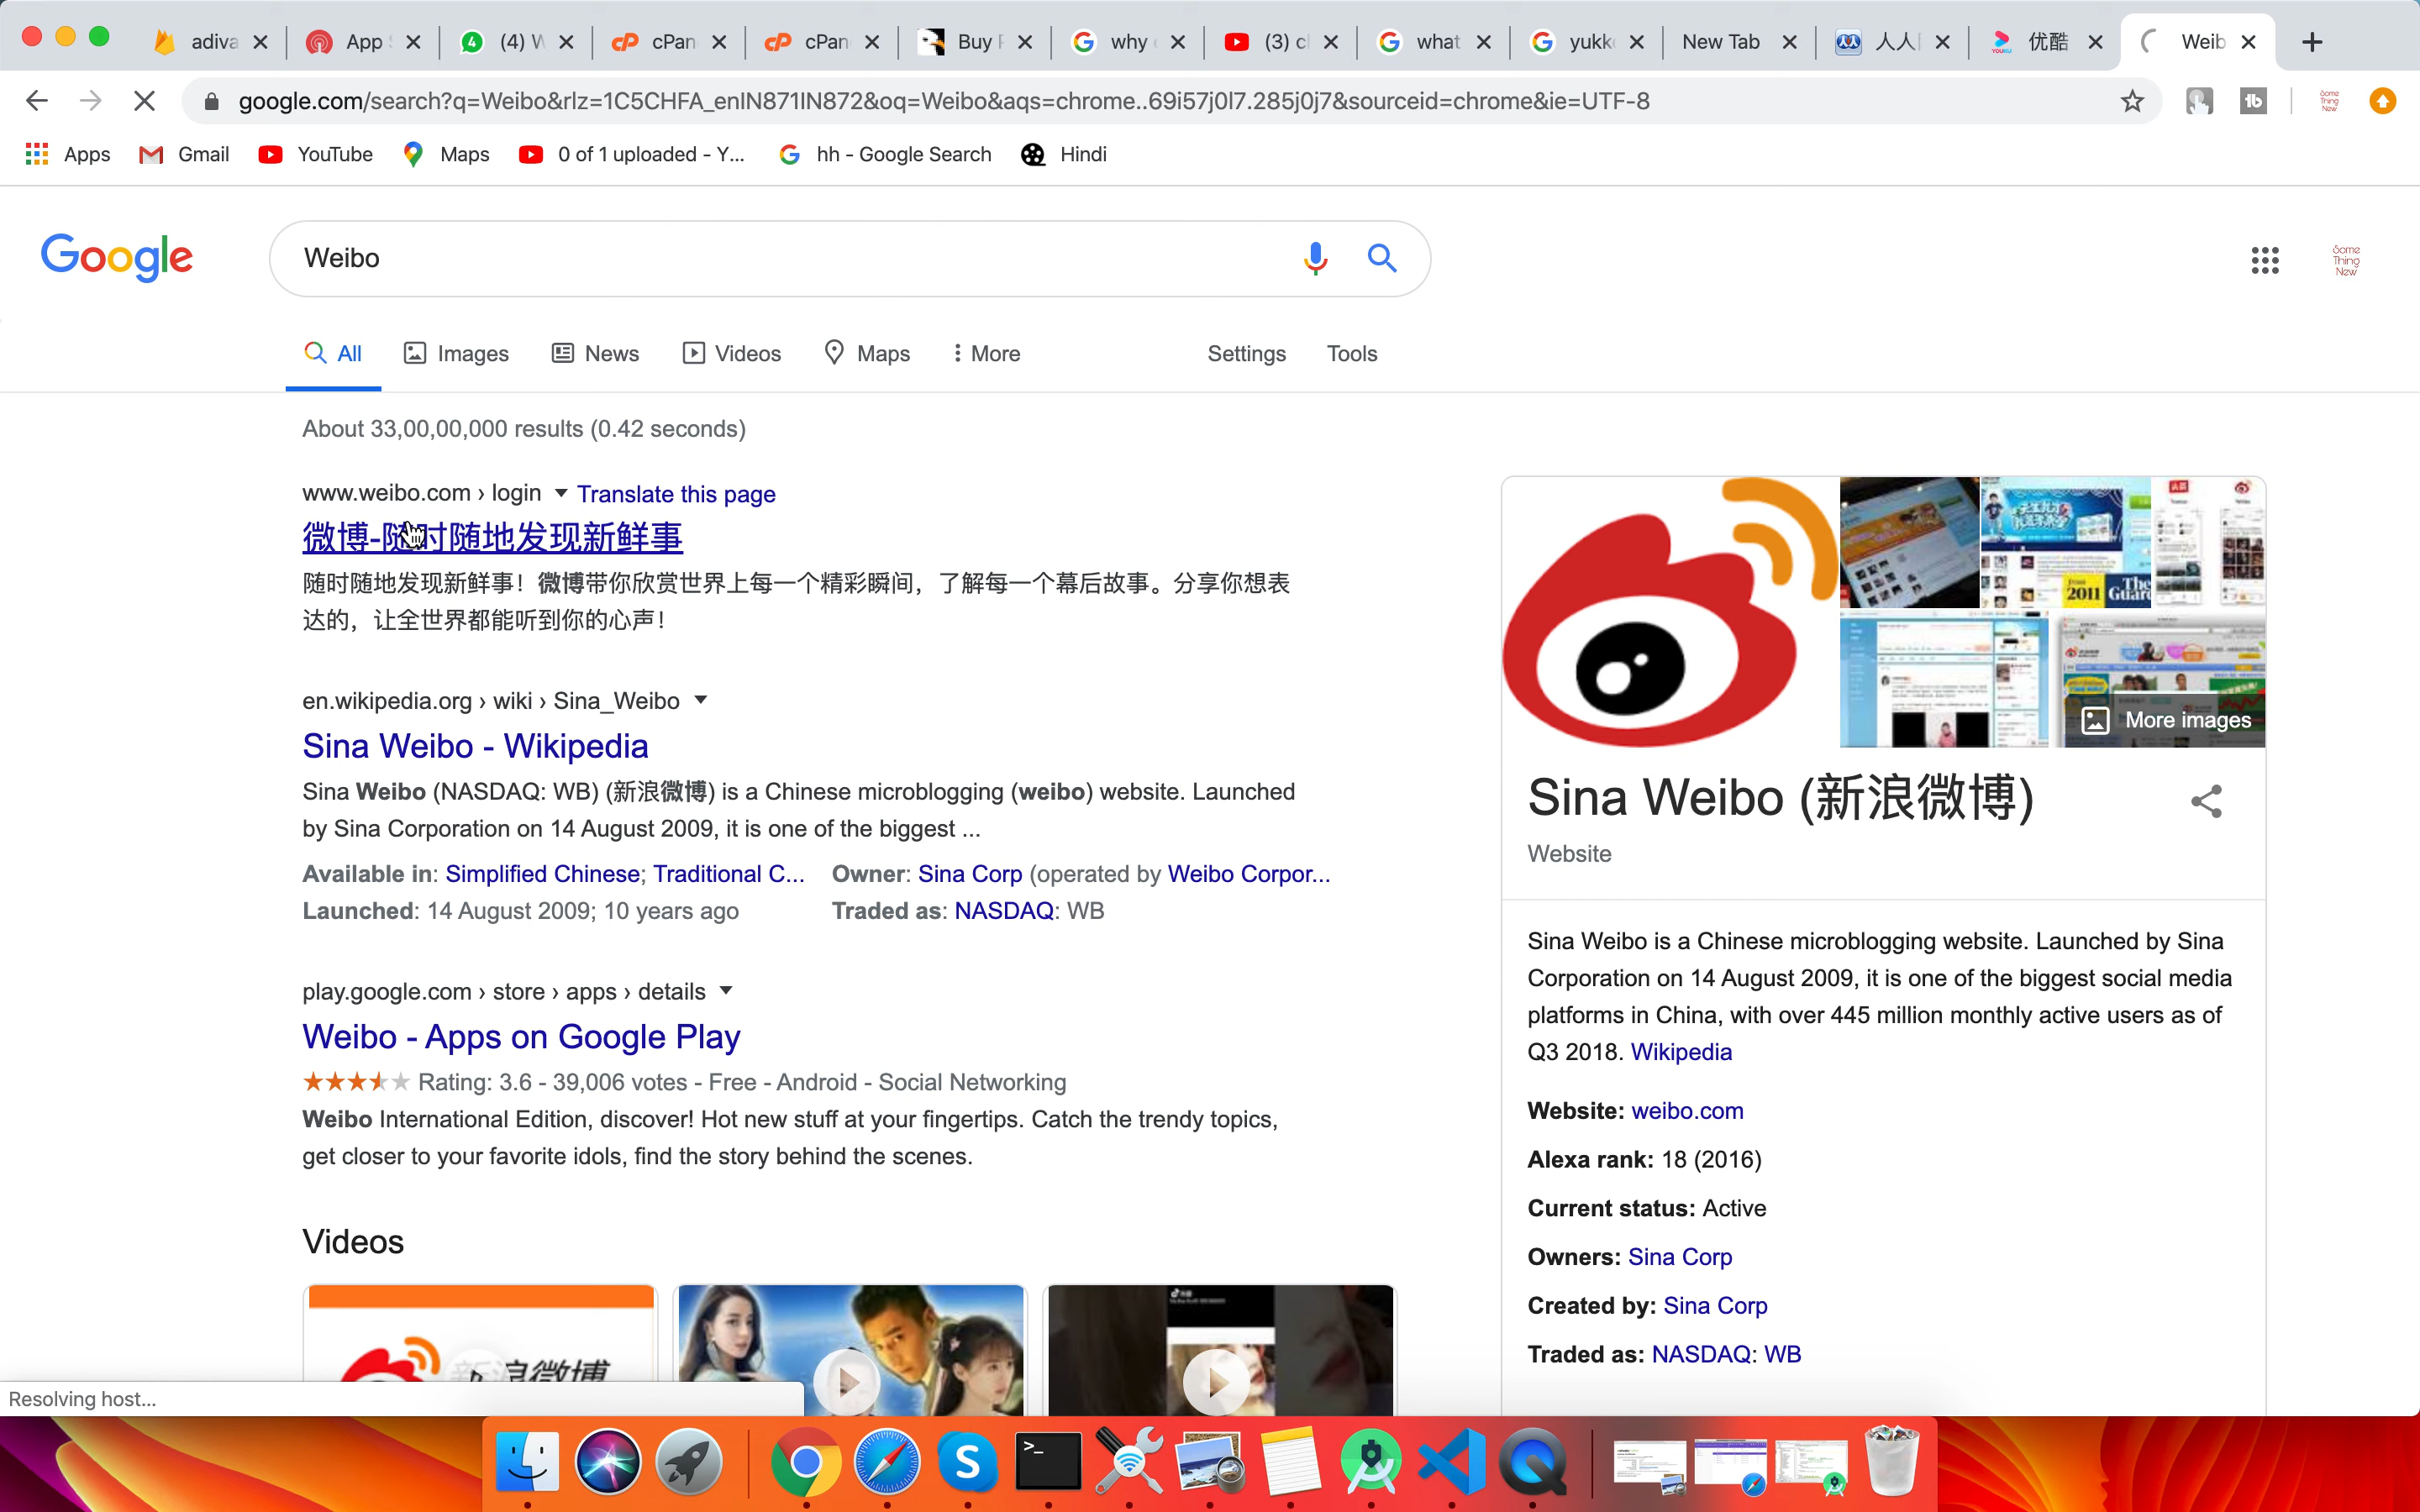 adiva
App
(4) W
cPan
cPan
Buy
why
(3) cl
what
yukk
New Tab
人人
优酷
Weib
google.com/search?q=Weibo&rlz=1C5CHFA_enIN871IN872&oq=Weibo&aqs=chrome..69i57j0l7.285j0j7&sourceid=chrome&ie=UTF-8
Some Thing New
Apps
Gmail
YouTube
Maps
0 of 1 uploaded - Y...
hh - Google Search
Hindi
Google
Weibo
Some
Thing
New
All
Images
News
Videos
Maps
More
Settings
Tools
About 33,00,00,000 results (0.42 seconds)
www.weibo.com › login Translate this page
微博-随时随地发现新鲜事
随时随地发现新鲜事！微博带你欣赏世界上每一个精彩瞬间，了解每一个幕后故事。分享你想表
达的，让全世界都能听到你的心声！
en.wikipedia.org › wiki › Sina_Weibo
Sina Weibo - Wikipedia
Sina Weibo (NASDAQ: WB) (新浪微博) is a Chinese microblogging (weibo) website. Launched
by Sina Corporation on 14 August 2009, it is one of the biggest ...
Available in: Simplified Chinese; Traditional C... Owner: Sina Corp (operated by Weibo Corpor...
Launched: 14 August 2009; 10 years ago Traded as: NASDAQ: WB
play.google.com › store › apps › details
Weibo - Apps on Google Play
Rating: 3.6 - 39,006 votes - Free - Android - Social Networking
Weibo International Edition, discover! Hot new stuff at your fingertips. Catch the trendy topics,
get closer to your favorite idols, find the story behind the scenes.
Videos
新浪微博
Resolving host...
2011 The Guar
More images
Sina Weibo (新浪微博)
Website
Sina Weibo is a Chinese microblogging website. Launched by Sina
Corporation on 14 August 2009, it is one of the biggest social media
platforms in China, with over 445 million monthly active users as of
Q3 2018. Wikipedia
Website: weibo.com
Alexa rank: 18 (2016)
Current status: Active
Owners: Sina Corp
Created by: Sina Corp
Traded as: NASDAQ: WB